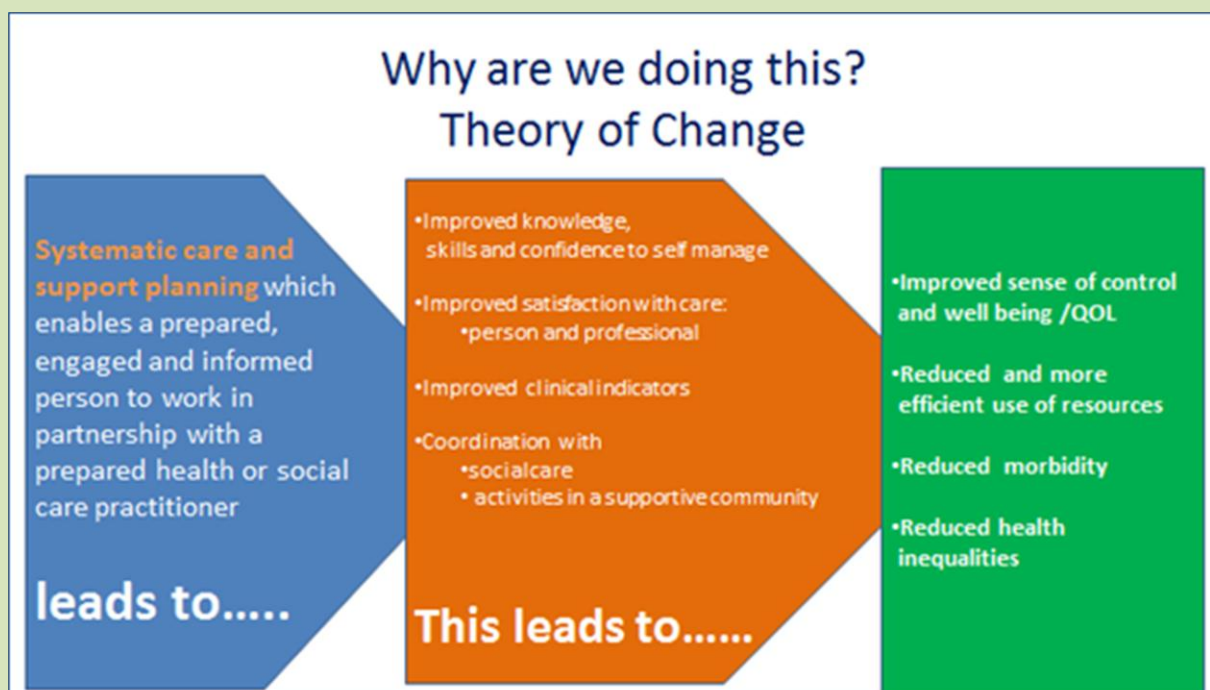 Why are we doing this?
Theory of Change
Systematic care and
support planning which
enables a prepared,
engaged and informed
person to work in
partnership with a
prepared health or social
care practitioner
leads to.....
•Improved knowledge,
skills and confidence to self manage
•Improved satisfaction with care:
•person and professional
•Improved clinical indicators
•Coordination with
•socialcare
• activities in a supportive community
This leads to......
•Improved sense of control
and well being /QOL
•Reduced and more
efficient use of resources
•Reduced morbidity
•Reduced health
inequalities